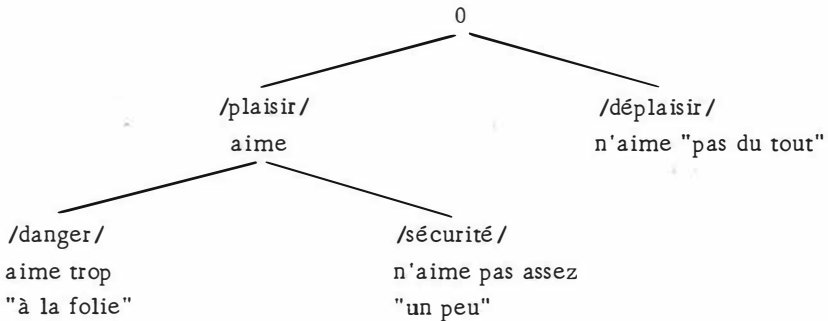 0
/plaisir/
/déplaisir/
aime
n'aime "pas du tout"
/danger/
/sécurité/
aime trop
n'aime pas assez
"à la folie"
"un peu"